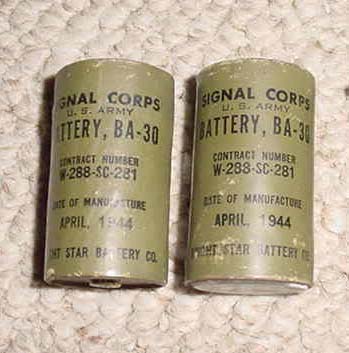 SIGNAL CORPS
U.S. ARMY
BATTERY, BA-30
CONTRACT NUMBER
W-288-SC-281
DATE OF MANUFACTURE
APRIL, 1944
STAR BATTERY CO.
SIGNAL CORPS
U.S. ARMY
BATTERY, BA-30
CONTRACT NUMBER
W-288-SC-281
DATE OF MANUFACTURE
APRIL, 1944
STAR BATTERY